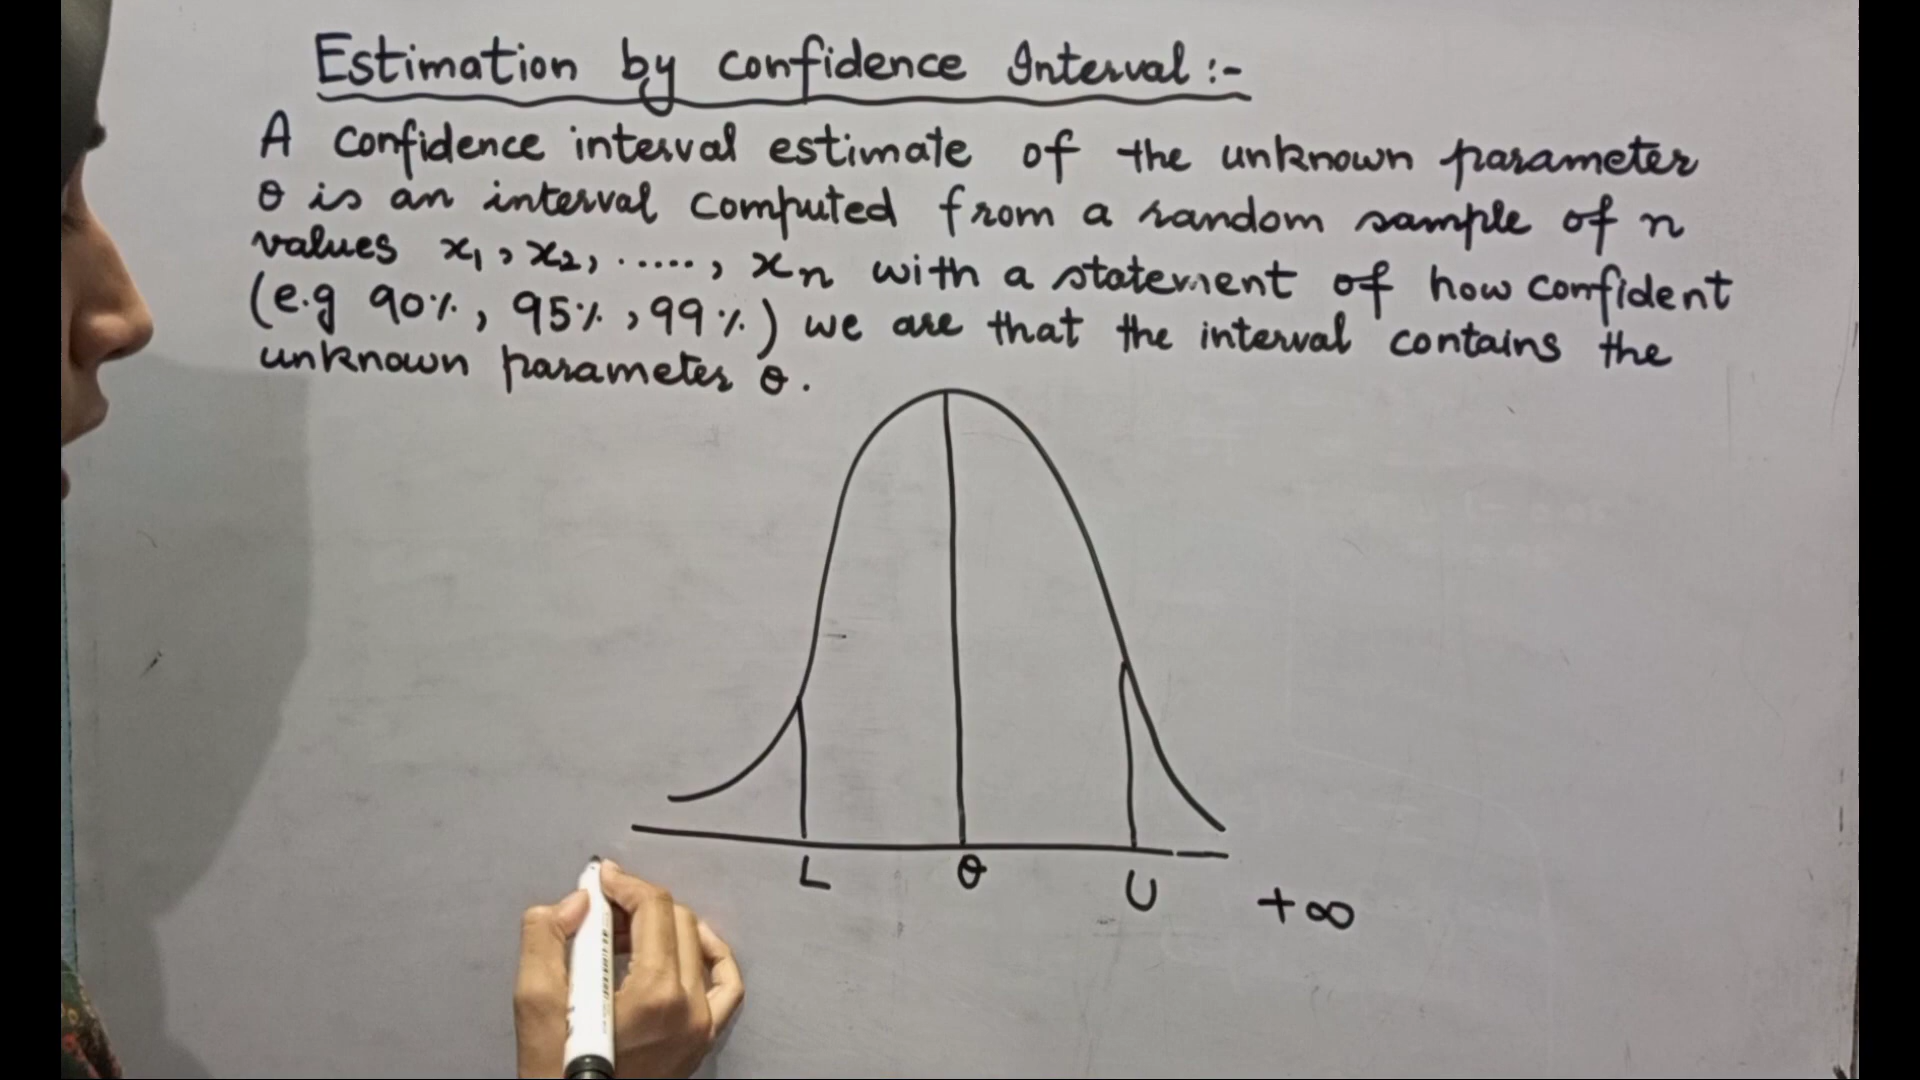 Estimation by confidence Interval :-
A confidence interval estimate of the unknown parameter
θ is an interval computed from a random sample of n
values x₁, x₂, ....., xₙ with a statement of how confident
(e.g 90%, 95%, 99%) we are that the interval contains the
unknown parameter θ.
L θ U +∞